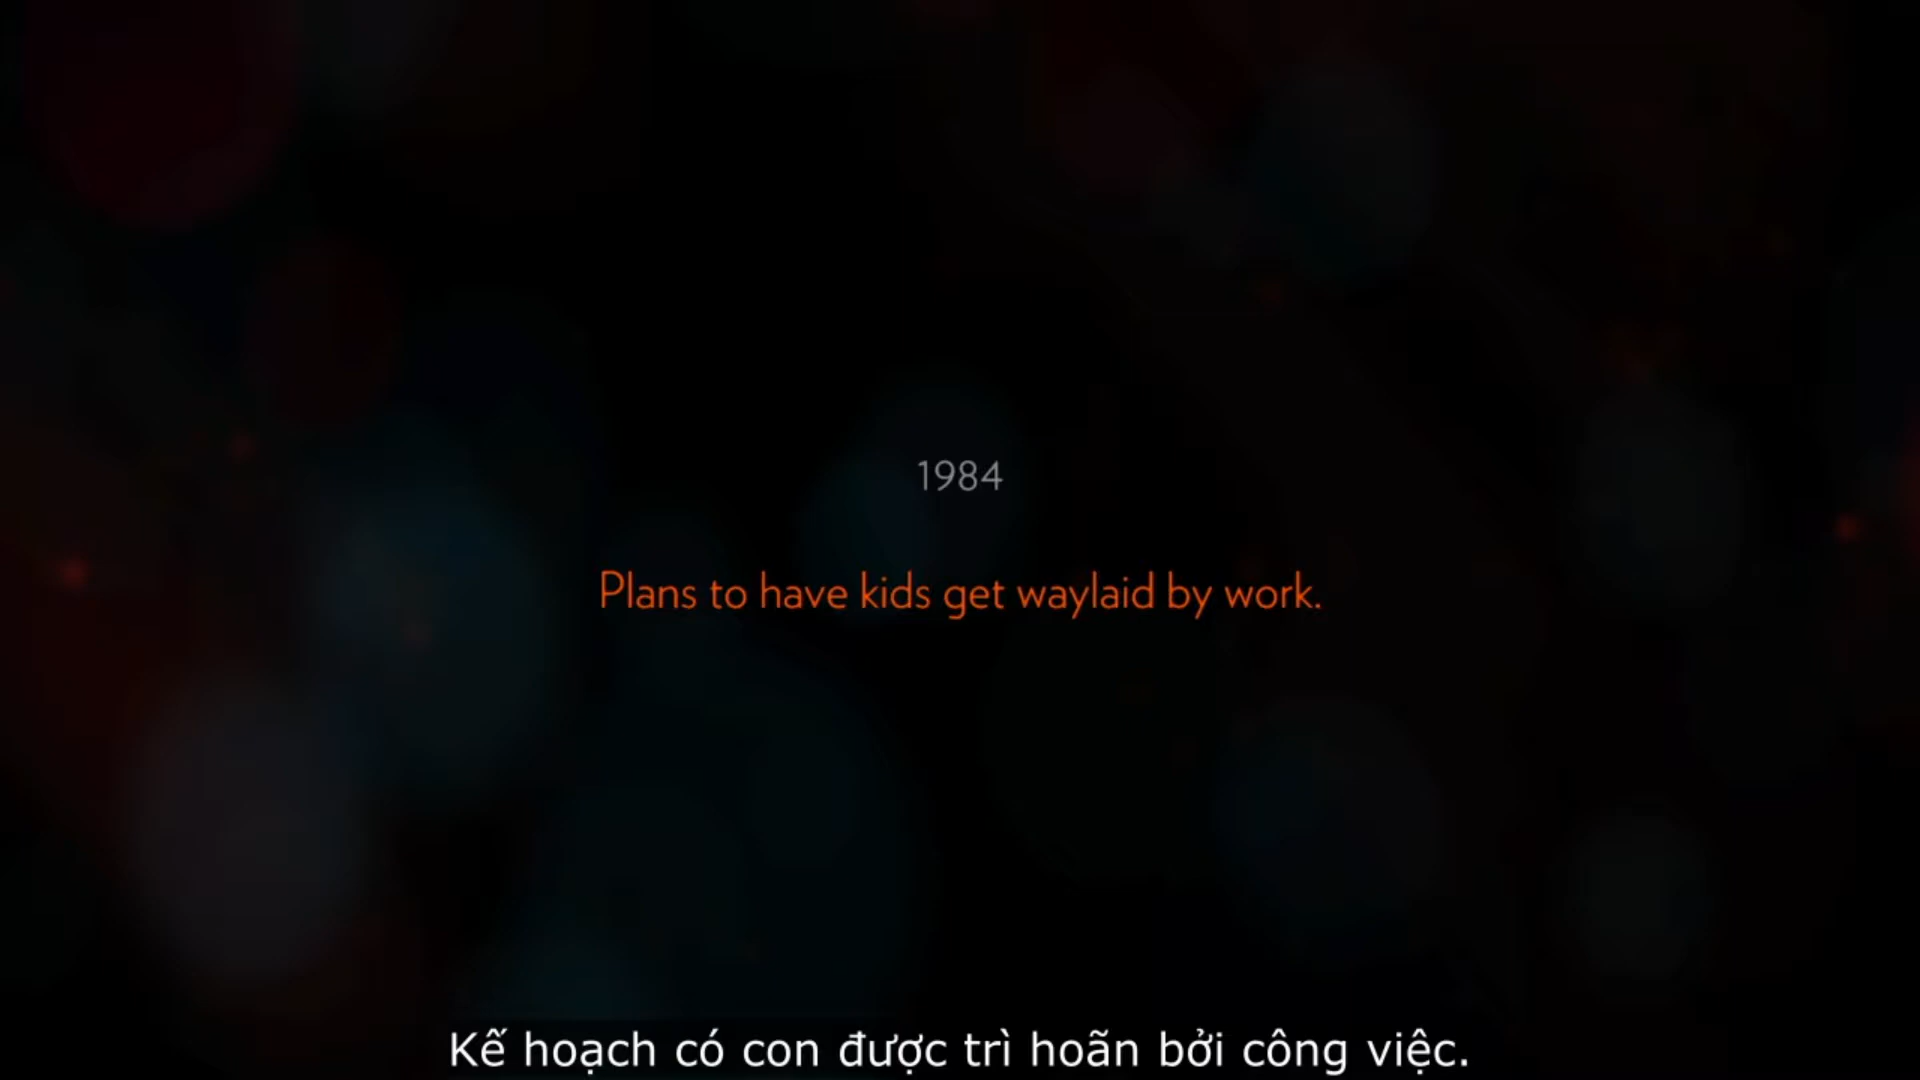 1984
Plans to have kids get waylaid by work.
Kế hoạch có con được trì hoãn bởi công việc.